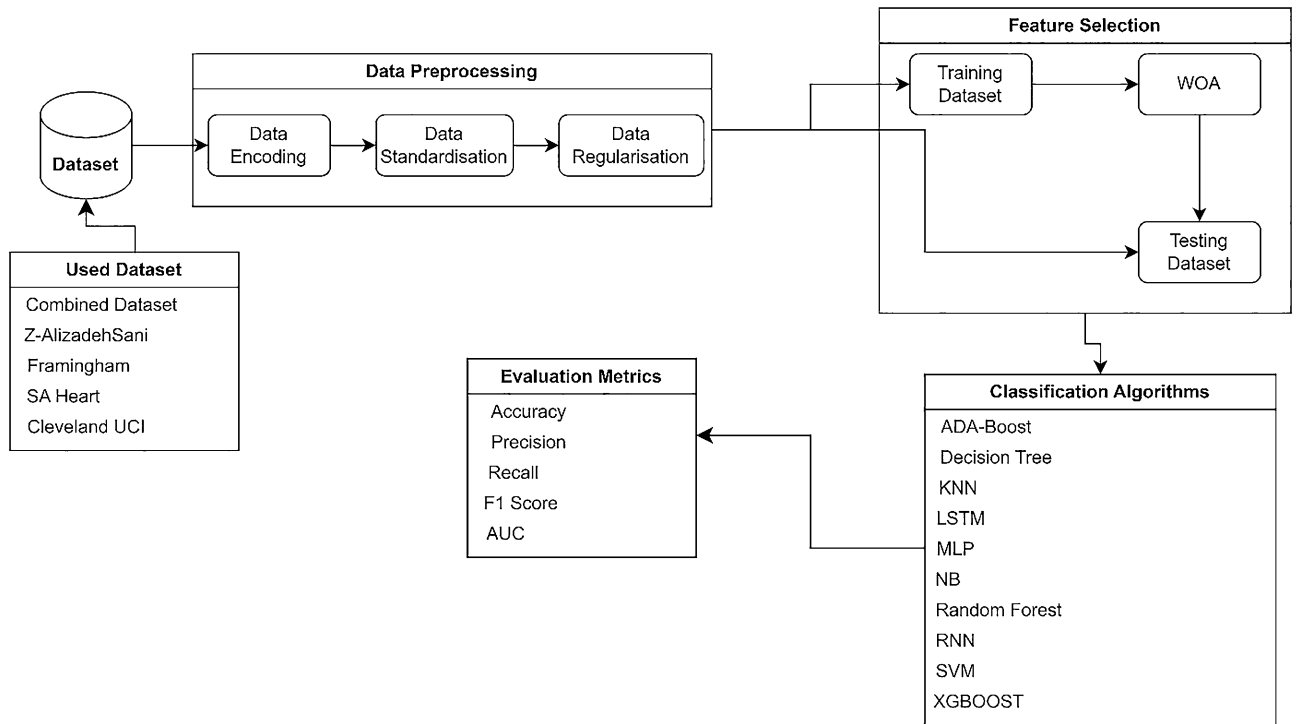 Feature Selection
Training
Dataset
WOA
Testing
Dataset
Data Preprocessing
Data
Encoding
Data
Standardisation
Data
Regularisation
Dataset
Used Dataset
Combined Dataset
Z-AlizadehSani
Framingham
SA Heart
Cleveland UCI
Evaluation Metrics
Accuracy
Precision
Recall
F1 Score
AUC
Classification Algorithms
ADA-Boost
Decision Tree
KNN
LSTM
MLP
NB
Random Forest
RNN
SVM
XGBOOST